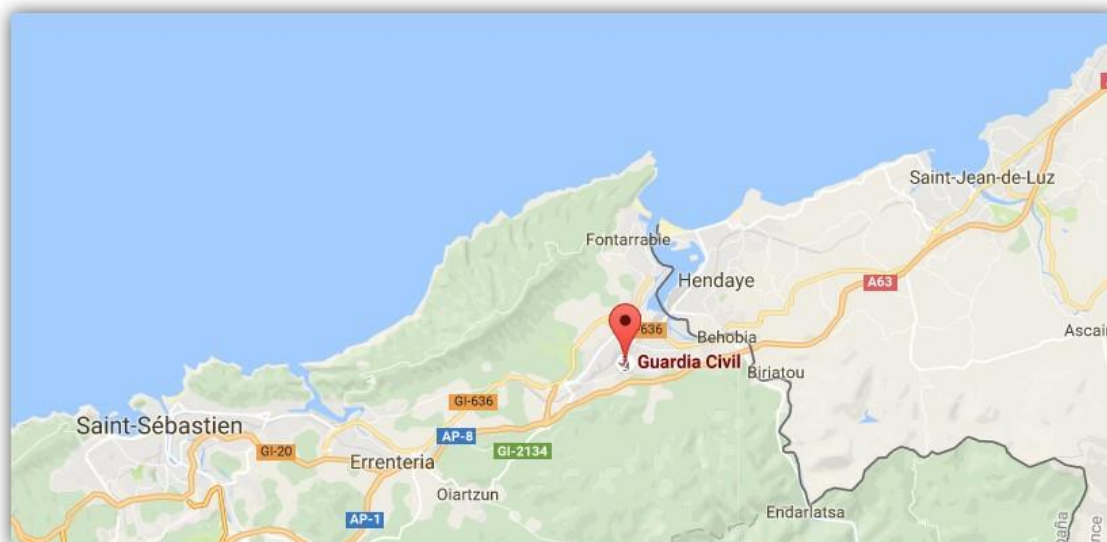 Saint-Jean-de-Luz
Fontarrabie
Hendaye
A63
636
Behobia
Ascain
Guardia Civil
Biriatou
GI-636
Saint-Sébastien
AP-8
GI-20
GI-2134
Errenteria
Oiartzun
AP-1
Endarlatsa